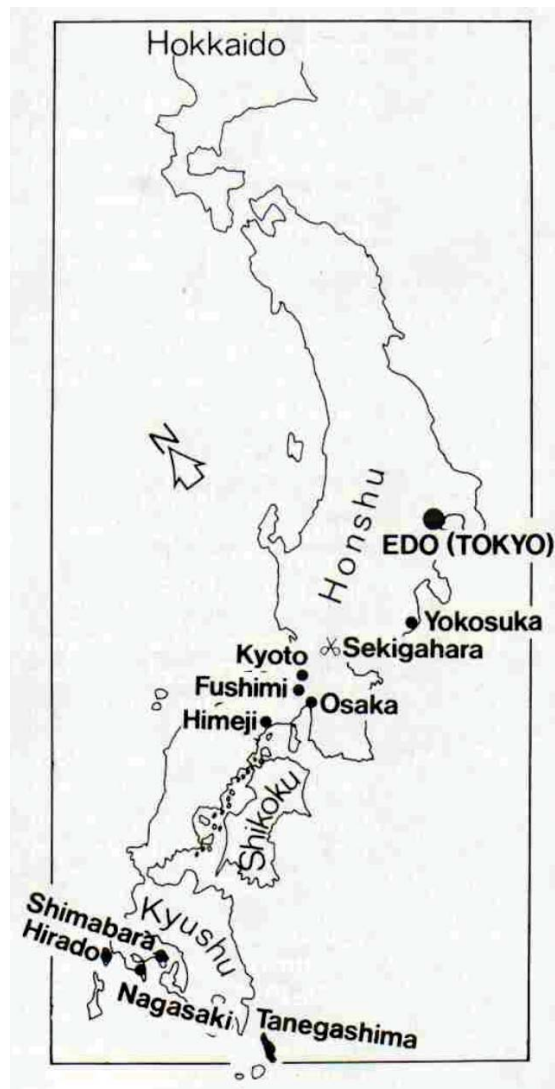 Hokkaido
N
Honshu
EDO (TOKYO)
Yokosuka
Sekigahara
Kyoto
Fushimi
Osaka
Himeji
Shikoku
Kyushu
Shimabara
Hirado
Nagasaki
Tanegashima